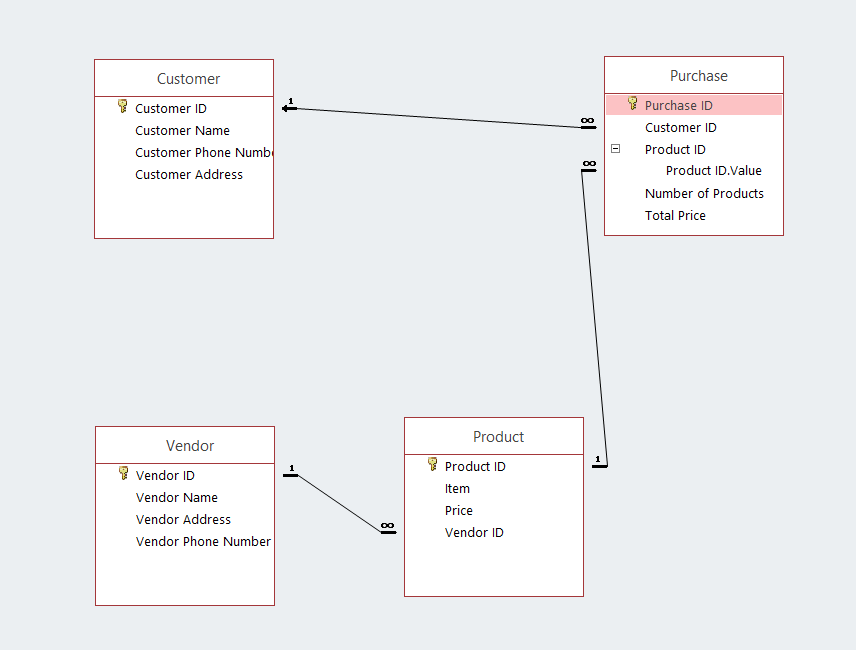 Customer
Customer ID
Customer Name
Customer Phone Numb
Customer Address
1
∞
Purchase
Purchase ID
Customer ID
Product ID
Product ID.Value
Number of Products
Total Price
∞
Vendor
Vendor ID
Vendor Name
Vendor Address
Vendor Phone Number
1
∞
Product
Product ID
Item
Price
Vendor ID
1